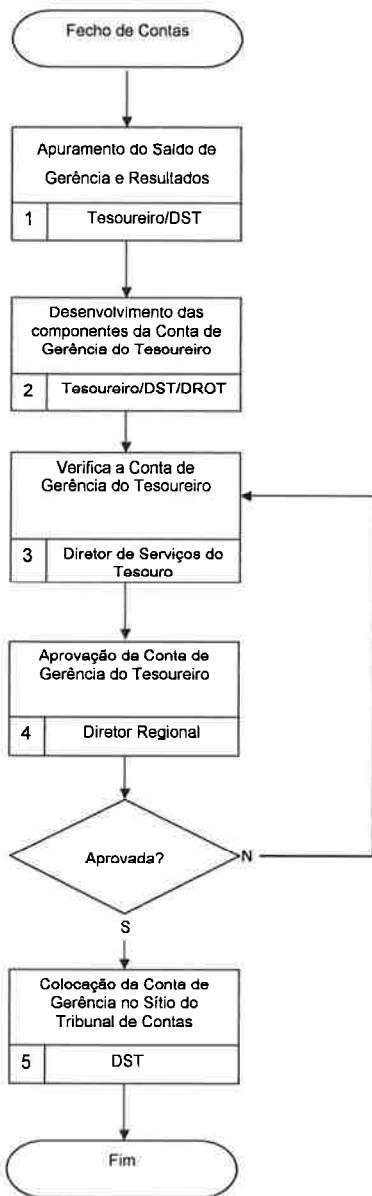 Fecho de Contas
Apuramento do Saldo de
Gerência e Resultados
1 Tesoureiro/DST
Desenvolvimento das
componentes da Conta de
Gerência do Tesoureiro
2 Tesoureiro/DST/DROT
Verifica a Conta de
Gerência do Tesoureiro
3 Diretor de Serviços do
Tesouro
Aprovação da Conta de
Gerência do Tesoureiro
4 Diretor Regional
Aprovada?
N
S
Colocação da Conta de
Gerência no Sítio do
Tribunal de Contas
5 DST
Fim